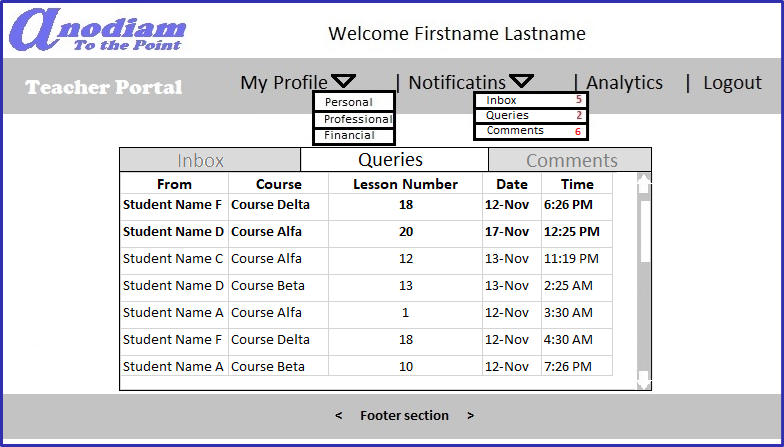 anodiam
To the Point
Welcome Firstname Lastname
Teacher Portal
My Profile | Notificatins | Analytics | Logout
Personal
Professional
Financial
Inbox 5
Queries 2
Comments 6
Inbox Queries Comments
From Course Lesson Number Date Time
Student Name F Course Delta 18 12-Nov 6:26 PM
Student Name D Course Alfa 20 17-Nov 12:25 PM
Student Name C Course Alfa 12 13-Nov 11:19 PM
Student Name D Course Beta 13 13-Nov 2:25 AM
Student Name A Course Alfa 1 12-Nov 3:30 AM
Student Name F Course Delta 18 12-Nov 4:30 AM
Student Name A Course Beta 10 12-Nov 7:26 PM
< Footer section >